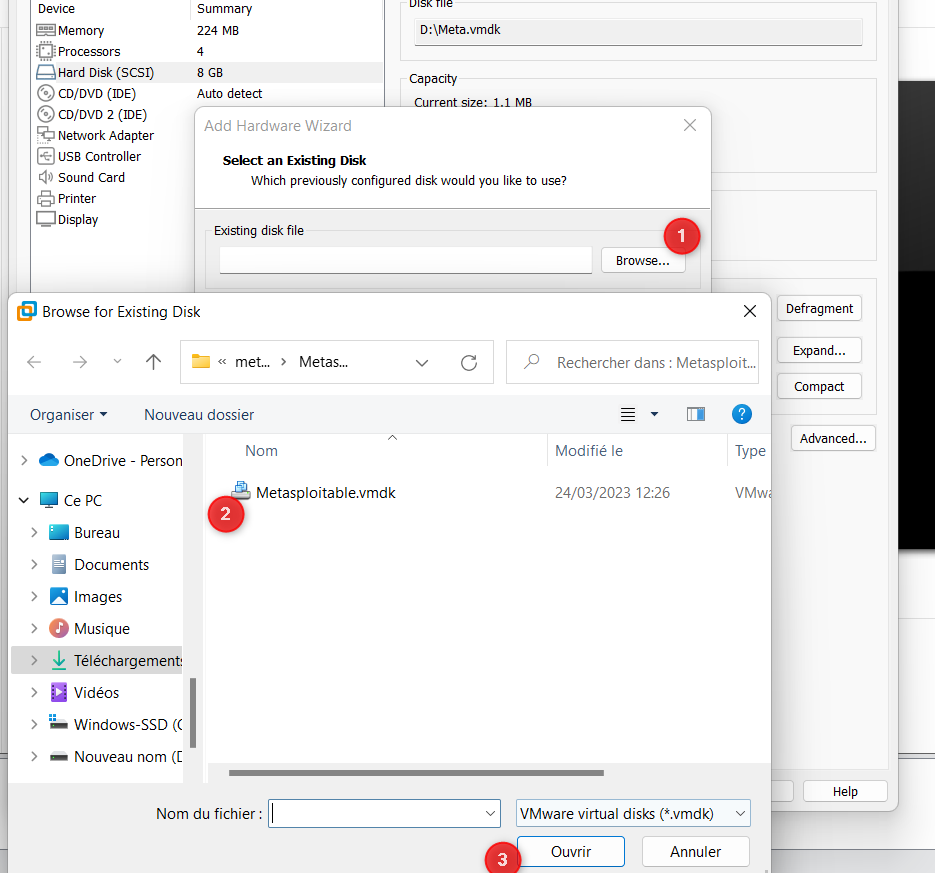 Device Summary
Memory 224 MB
Processors 4
Hard Disk (SCSI) 8 GB
CD/DVD (IDE) Auto detect
CD/DVD 2 (IDE)
Network Adapter
USB Controller
Sound Card
Printer
Display
Disk file
D:\Meta.vmdk
Capacity
Current size: 1.1 MB
Add Hardware Wizard
Select an Existing Disk
Which previously configured disk would you like to use?
Existing disk file
1
Browse...
Defragment
Expand...
Compact
Advanced...
Help
Browse for Existing Disk
« met... > Metas...
Rechercher dans : Metasploit...
Organiser Nouveau dossier
?
Nom Modifié le Type
OneDrive - Person
Ce PC
Bureau
Documents
Images
Musique
Téléchargements
Vidéos
Windows-SSD (C
Nouveau nom (D
Metasploitable.vmdk 24/03/2023 12:26 VMwa
2
Nom du fichier : VMware virtual disks (*.vmdk)
3
Ouvrir Annuler